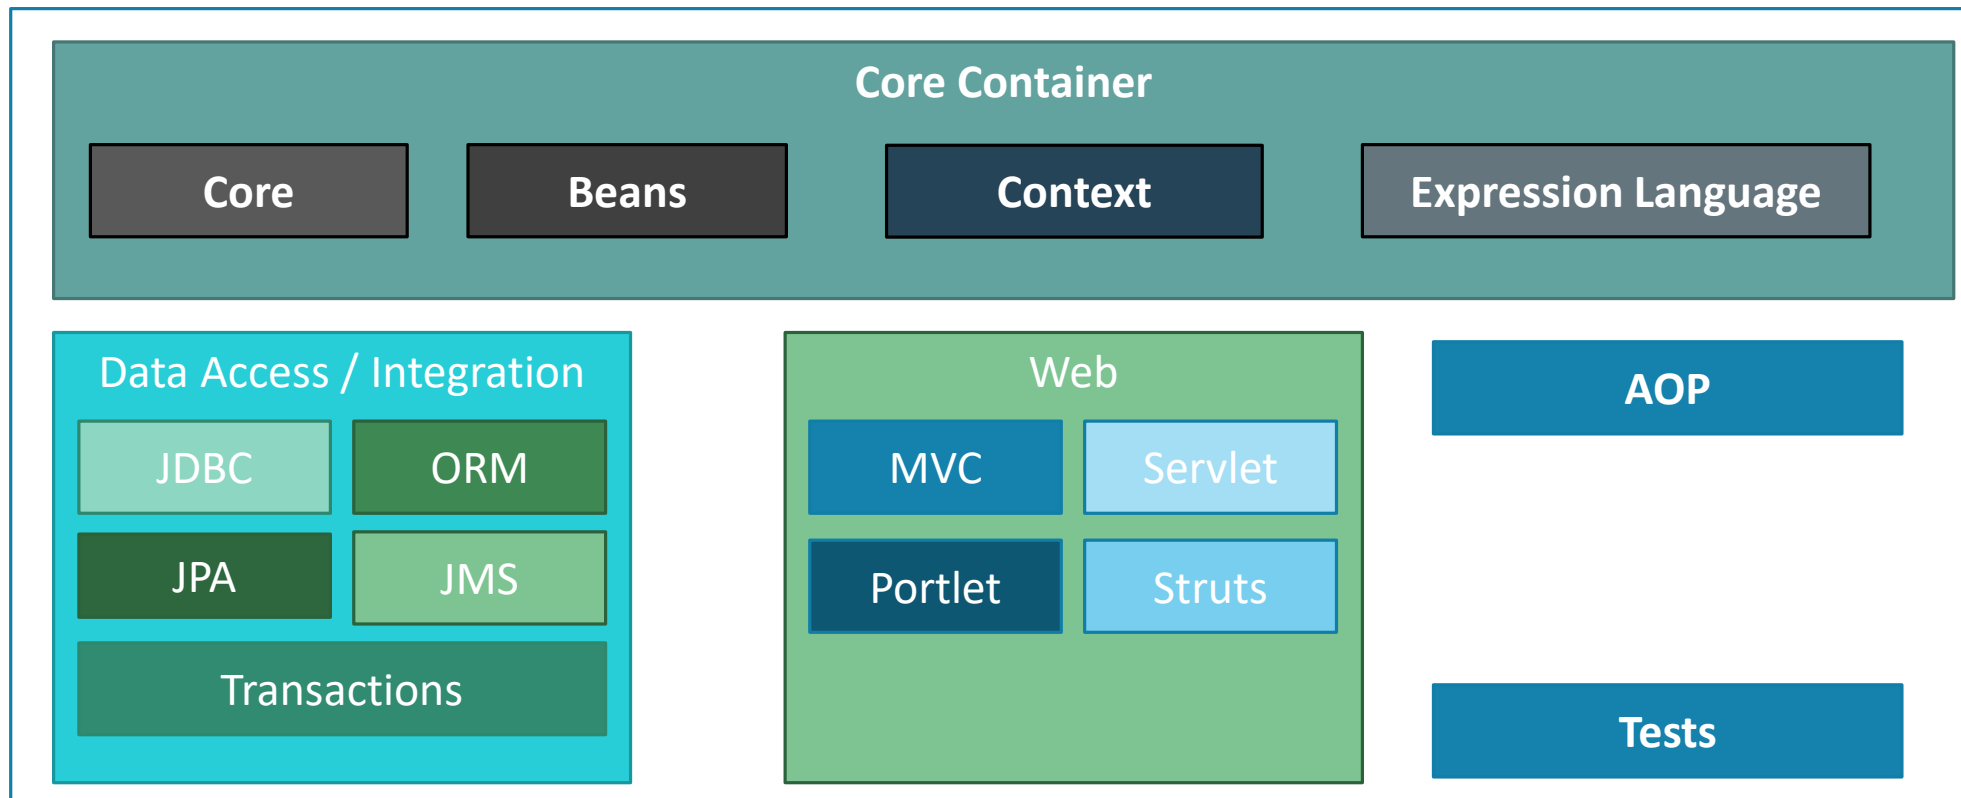 Core Container
Core
Beans
Context
Expression Language
Data Access / Integration
JDBC
ORM
JPA
JMS
Transactions
Web
MVC
Servlet
Portlet
Struts
AOP
Tests